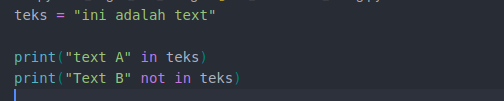 teks = "ini adalah text"
print("text A" in teks)
print("Text B" not in teks)